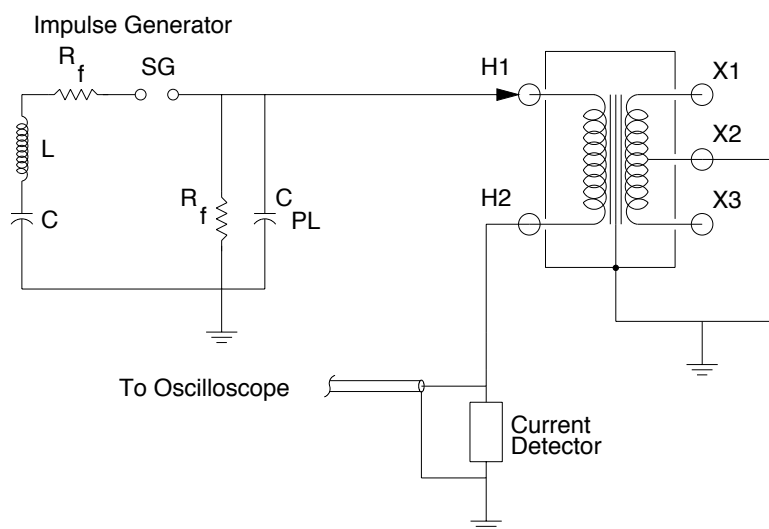 Impulse Generator
R f
SG
L
C
R f
C PL
H1
H2
X1
X2
X3
To Oscilloscope
Current
Detector